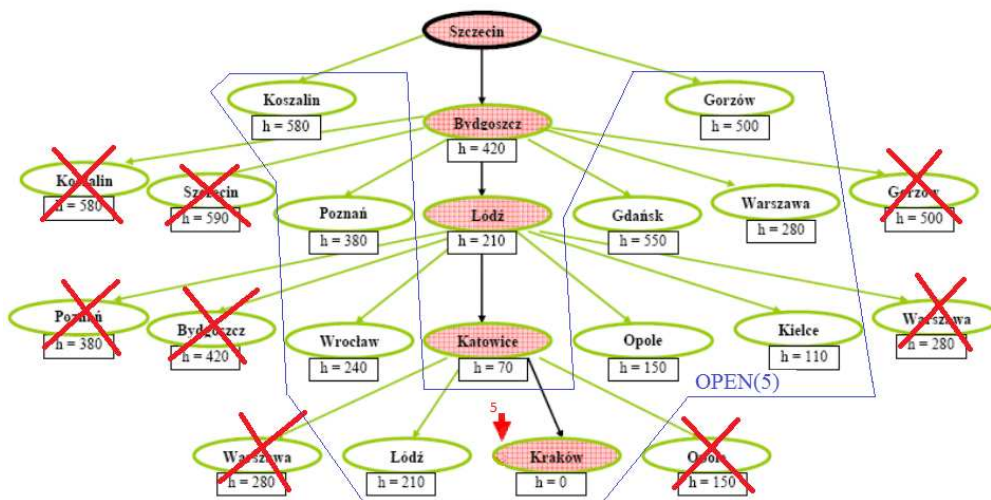 Szczecin
Koszalin
h = 580
Gorzów
h = 500
Bydgoszcz
h = 420
Koszalin
h = 580
Szczecin
h = 590
Poznań
h = 380
Łódź
h = 210
Gdańsk
h = 550
Warszawa
h = 280
Gorzów
h = 500
Poznań
h = 380
Bydgoszcz
h = 420
Wrocław
h = 240
Katowice
h = 70
Opole
h = 150
Kielce
h = 110
Warszawa
h = 280
OPEN(5)
5
Warszawa
h = 280
Łódź
h = 210
Kraków
h = 0
Opole
h = 150